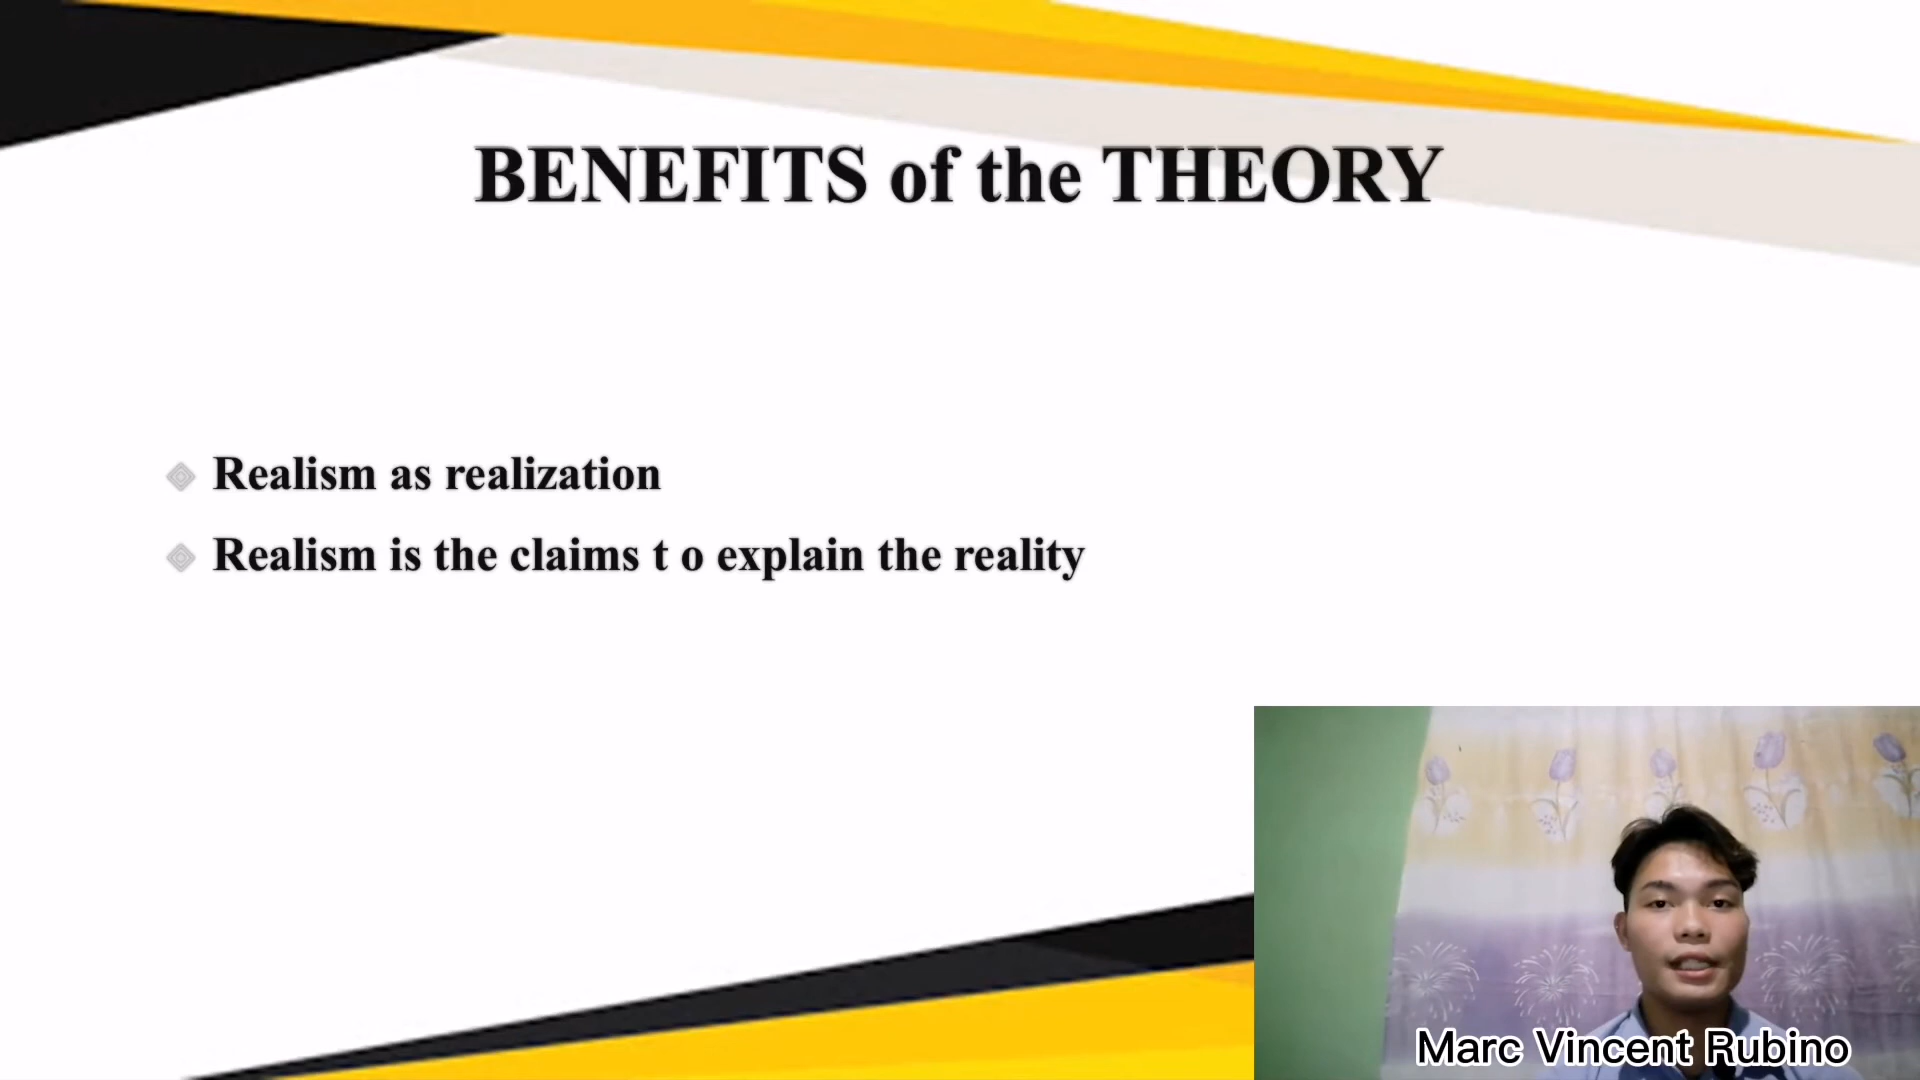 BENEFITS of the THEORY
Realism as realization
Realism is the claims t o explain the reality
Marc Vincent Rubino